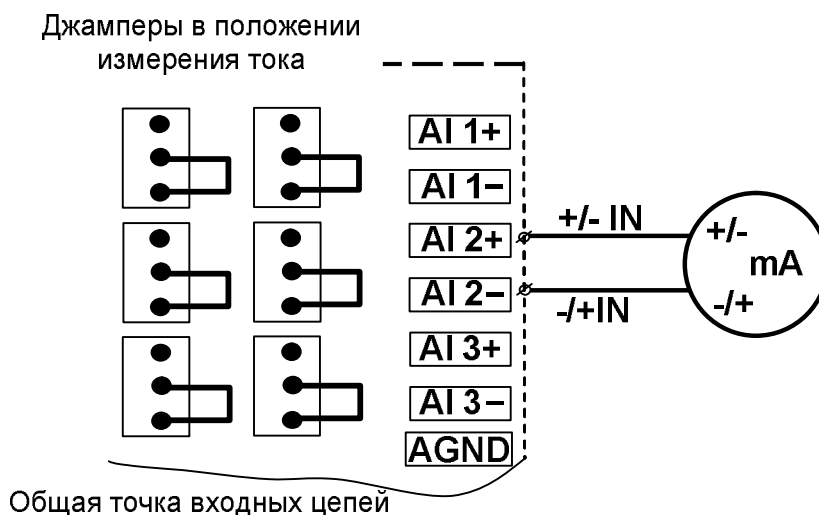 Джамперы в положении
измерения тока
AI 1+
AI 1–
AI 2+
AI 2–
AI 3+
AI 3–
AGND
+/- IN
-/+IN
+/-
mA
-/+
Общая точка входных цепей